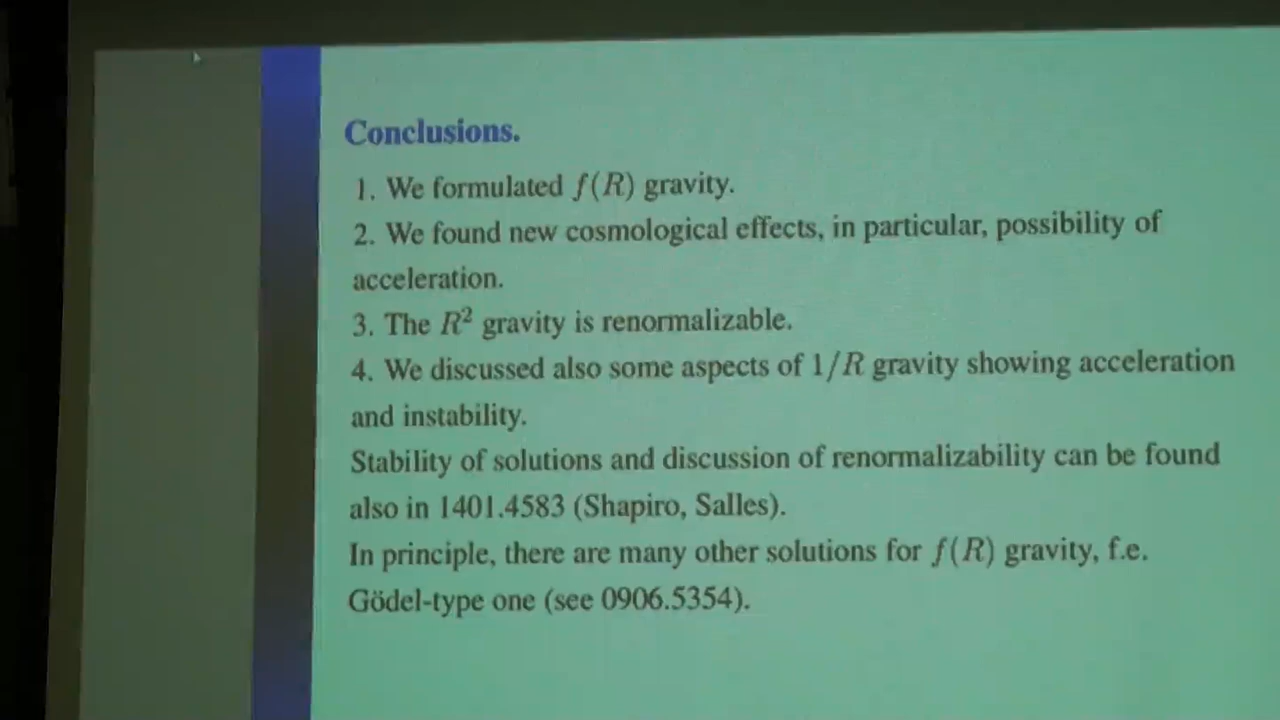 Conclusions.
1. We formulated f(R) gravity.
2. We found new cosmological effects, in particular, possibility of
acceleration.
3. The R² gravity is renormalizable.
4. We discussed also some aspects of 1/R gravity showing acceleration
and instability.
Stability of solutions and discussion of renormalizability can be found
also in 1401.4583 (Shapiro, Salles).
In principle, there are many other solutions for f(R) gravity, f.e.
Gödel-type one (see 0906.5354).